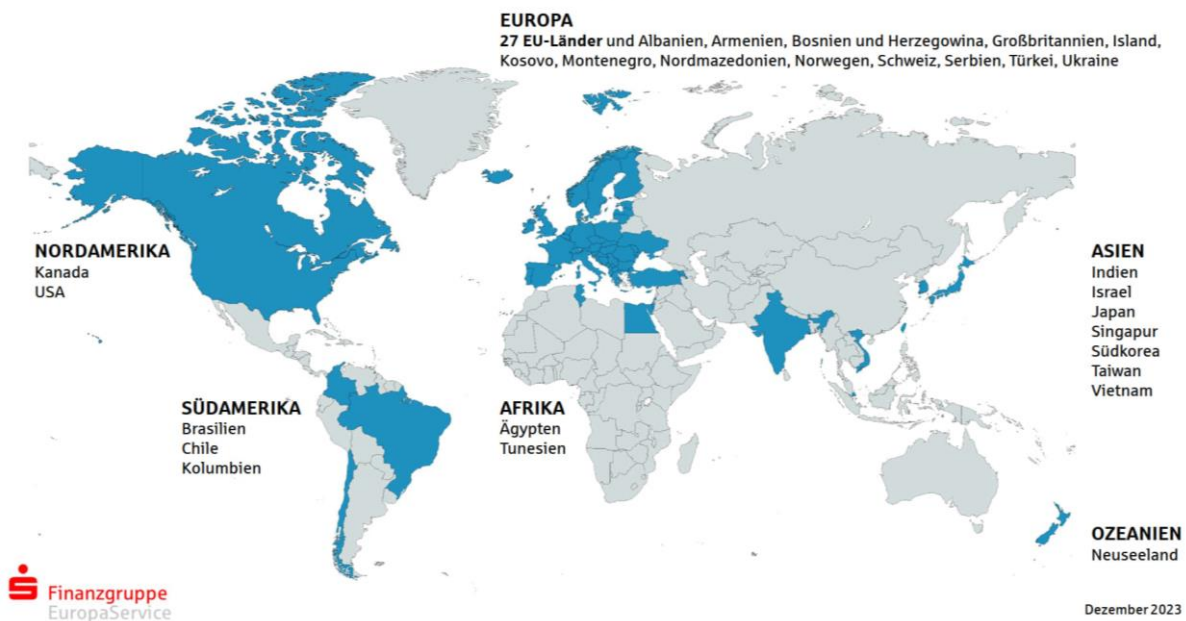 EUROPA
27 EU-Länder und Albanien, Armenien, Bosnien und Herzegowina, Großbritannien, Island,
Kosovo, Montenegro, Nordmazedonien, Norwegen, Schweiz, Serbien, Türkei, Ukraine
NORDAMERIKA
Kanada
USA
ASIEN
Indien
Israel
Japan
Singapur
Südkorea
Taiwan
Vietnam
SÜDAMERIKA
Brasilien
Chile
Kolumbien
AFRIKA
Ägypten
Tunesien
OZEANIEN
Neuseeland
Finanzgruppe
EuropaService
Dezember 2023